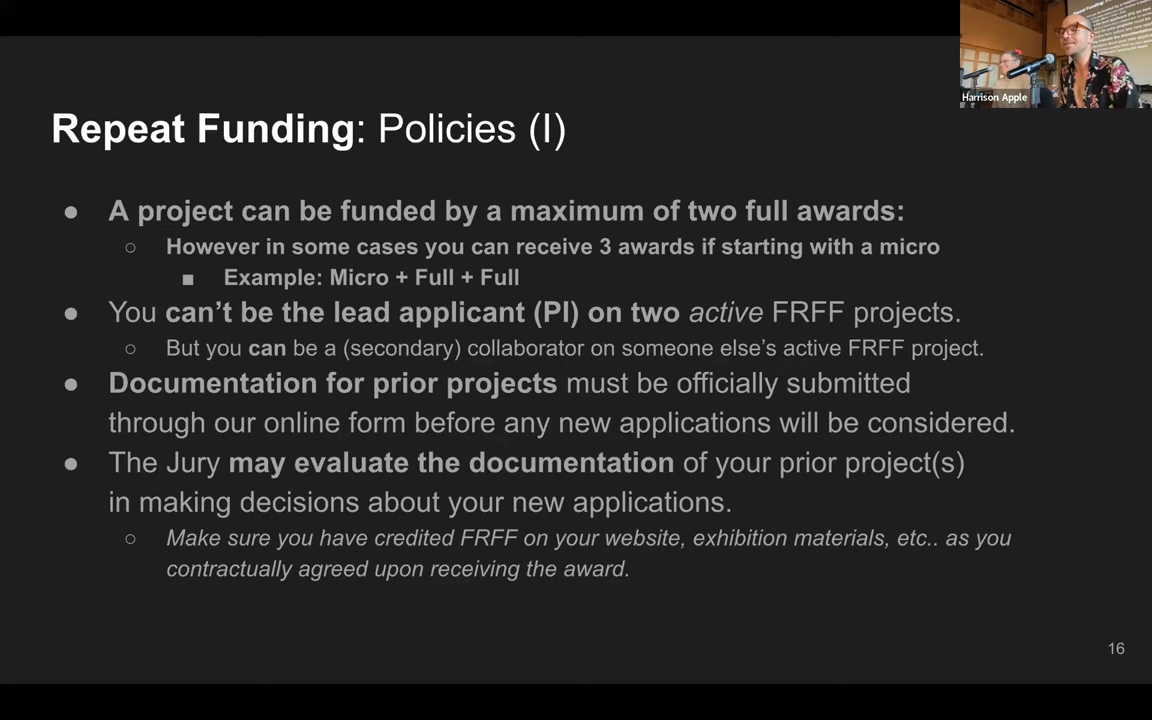 Repeat Funding: Policies (I)
● A project can be funded by a maximum of two full awards:
○ However in some cases you can receive 3 awards if starting with a micro
■ Example: Micro + Full + Full
● You can’t be the lead applicant (PI) on two active FRFF projects.
○ But you can be a (secondary) collaborator on someone else’s active FRFF project.
● Documentation for prior projects must be officially submitted
through our online form before any new applications will be considered.
● The Jury may evaluate the documentation of your prior project(s)
in making decisions about your new applications.
○ Make sure you have credited FRFF on your website, exhibition materials, etc.. as you
contractually agreed upon receiving the award.
16
Harrison Apple